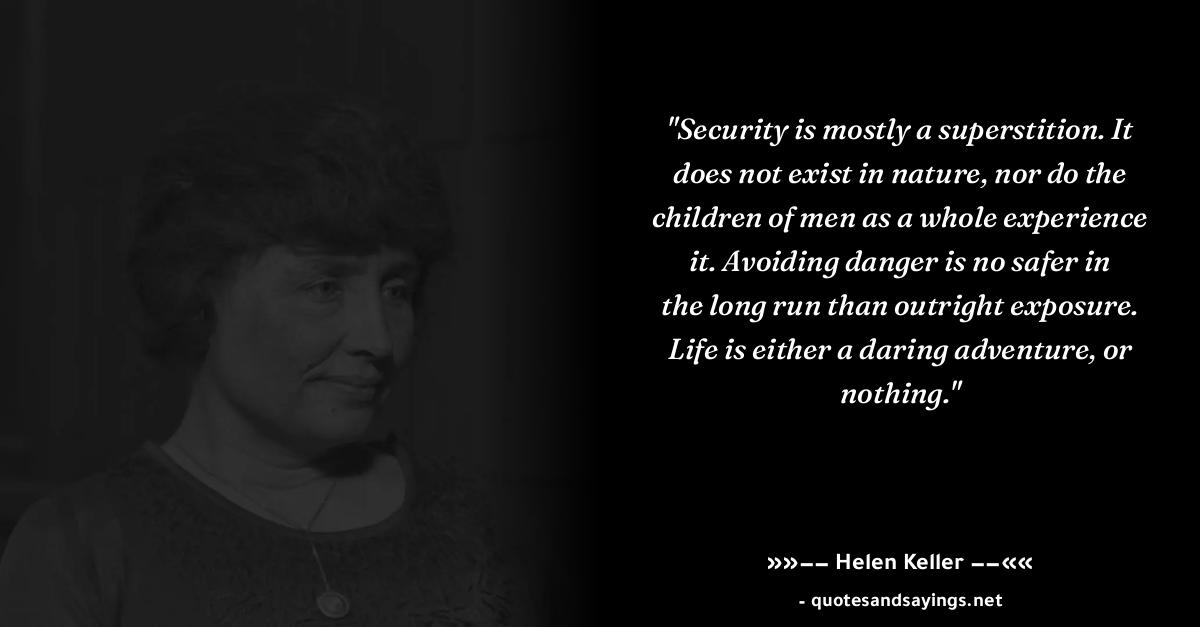 "Security is mostly a superstition. It
does not exist in nature, nor do the
children of men as a whole experience
it. Avoiding danger is no safer in
the long run than outright exposure.
Life is either a daring adventure, or
nothing."
»»–– Helen Keller ––««
- quotesandsayings.net